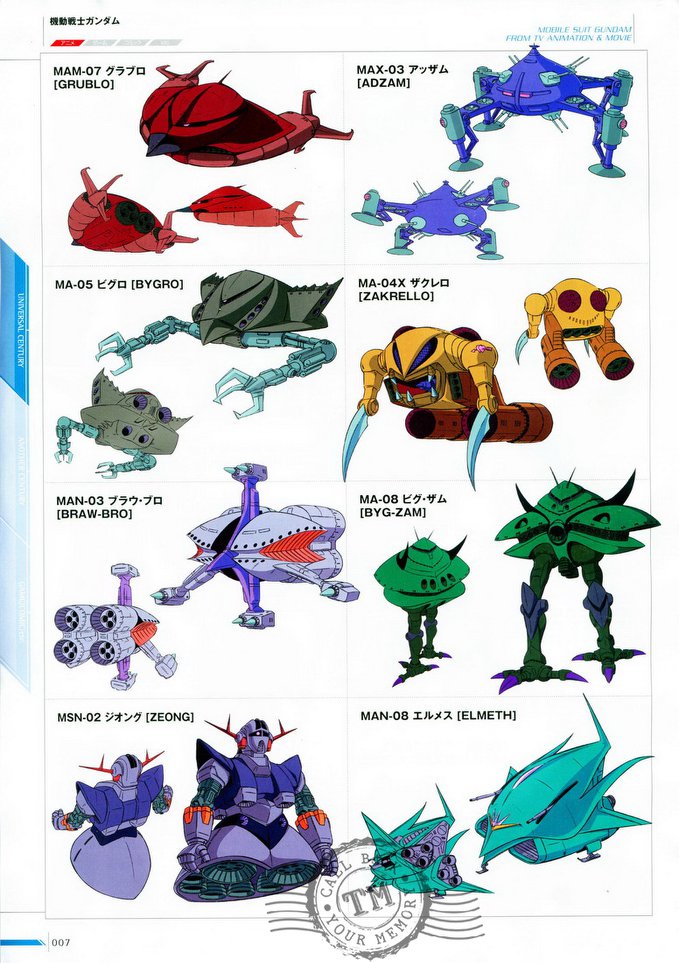 機動戦士ガンダム
MOBILE SUIT GUNDAM
FROM TV ANIMATION & MOVIE
アニメ
MAM-07 グラブロ
[GRUBLO]
MAX-03 アッザム
[ADZAM]
MA-05 ビグロ [BYGRO]
MA-04X ザクレロ
[ZAKRELLO]
MAN-03 ブラウ・ブロ
[BRAW-BRO]
MA-08 ビグ・ザム
[BYG-ZAM]
MSN-02 ジオング [ZEONG]
MAN-08 エルメス [ELMETH]
UNIVERSAL CENTURY
ANOTHER CENTURY
CALL B
TM
YOUR MEMOR
007